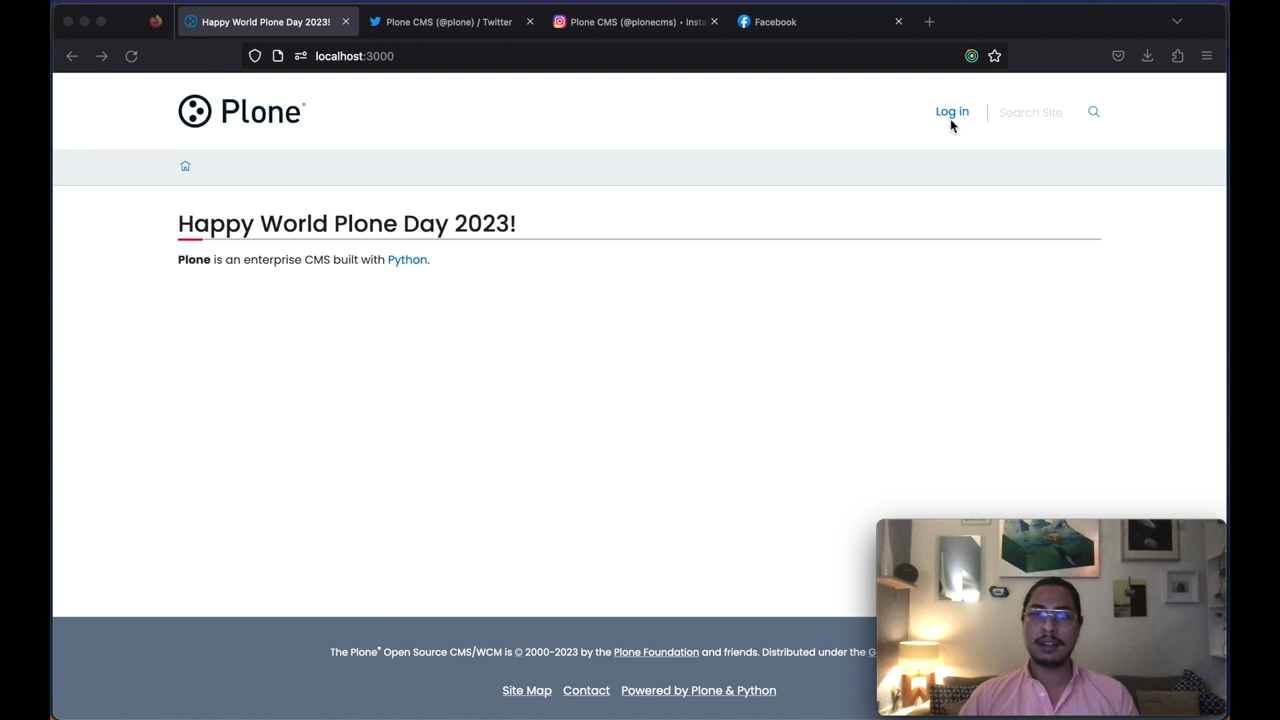 Happy World Plone Day 2023!
Plone CMS (@plone) / Twitter
Plone CMS (@plonecms) • Insta
Facebook
localhost:3000
Plone®
Log in
Search Site
Happy World Plone Day 2023!
Plone is an enterprise CMS built with Python.
The Plone® Open Source CMS/WCM is © 2000-2023 by the Plone Foundation and friends. Distributed under the G
Site Map
Contact
Powered by Plone & Python